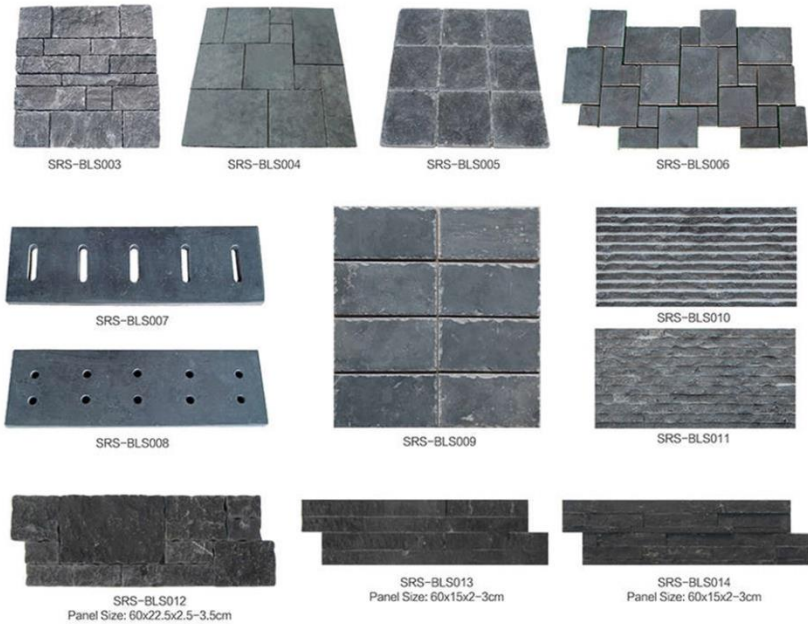 SRS-BLS003
SRS-BLS004
SRS-BLS005
SRS-BLS006
SRS-BLS007
SRS-BLS008
SRS-BLS009
SRS-BLS010
SRS-BLS011
SRS-BLS012
Panel Size: 60x22.5x2.5-3.5cm
SRS-BLS013
Panel Size: 60x15x2-3cm
SRS-BLS014
Panel Size: 60x15x2-3cm